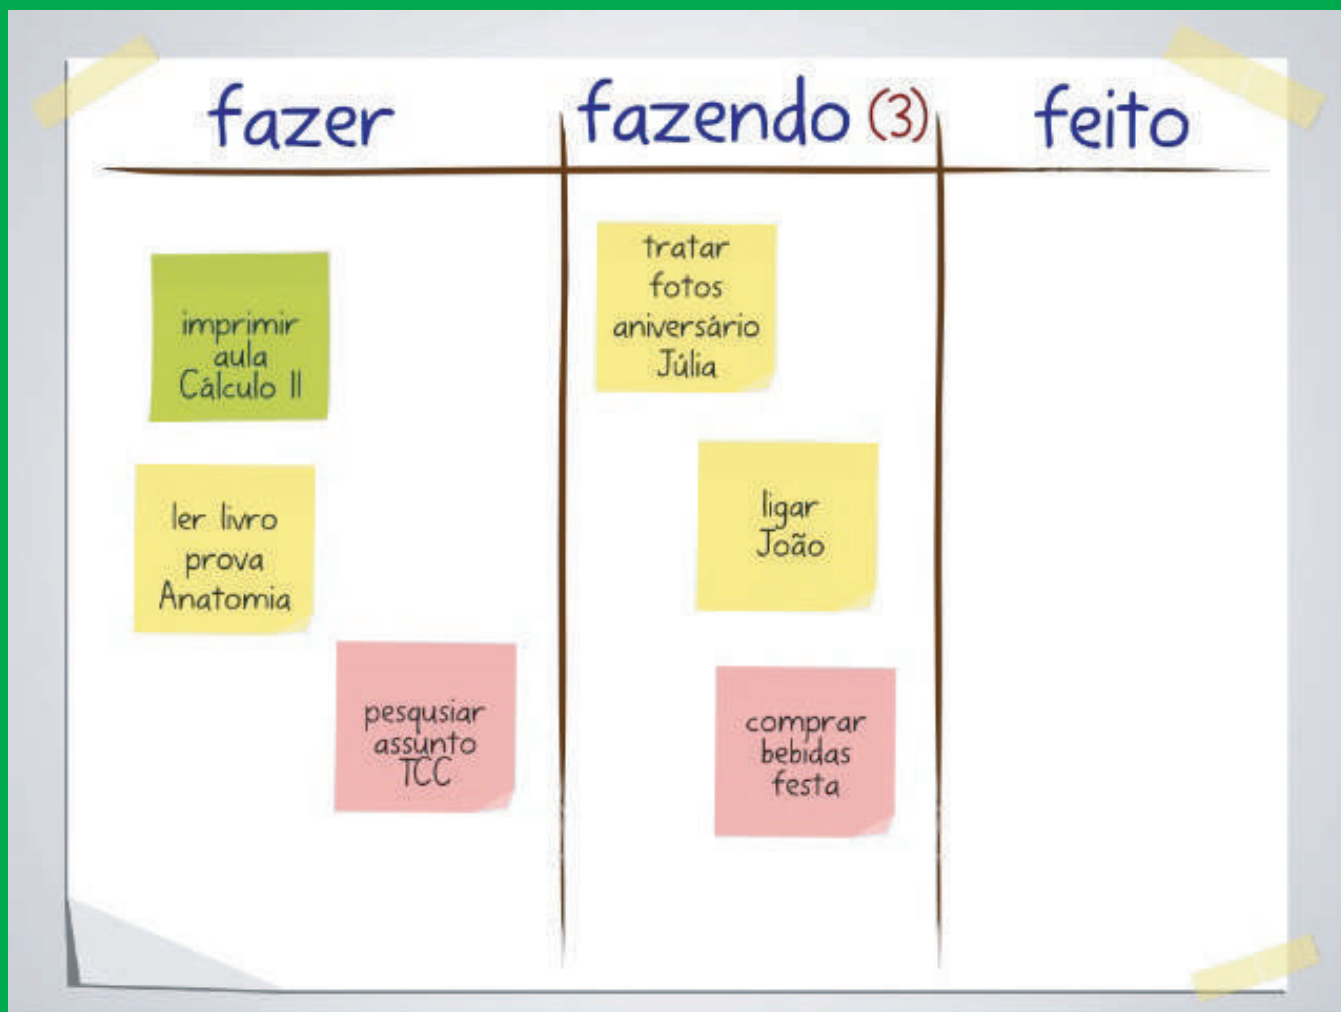 fazer
fazendo (3)
feito
imprimir
aula
Cálculo II
ler livro
prova
Anatomia
pesqusiar
assunto
TCC
tratar
fotos
aniversário
Júlia
ligar
João
comprar
bebidas
festa